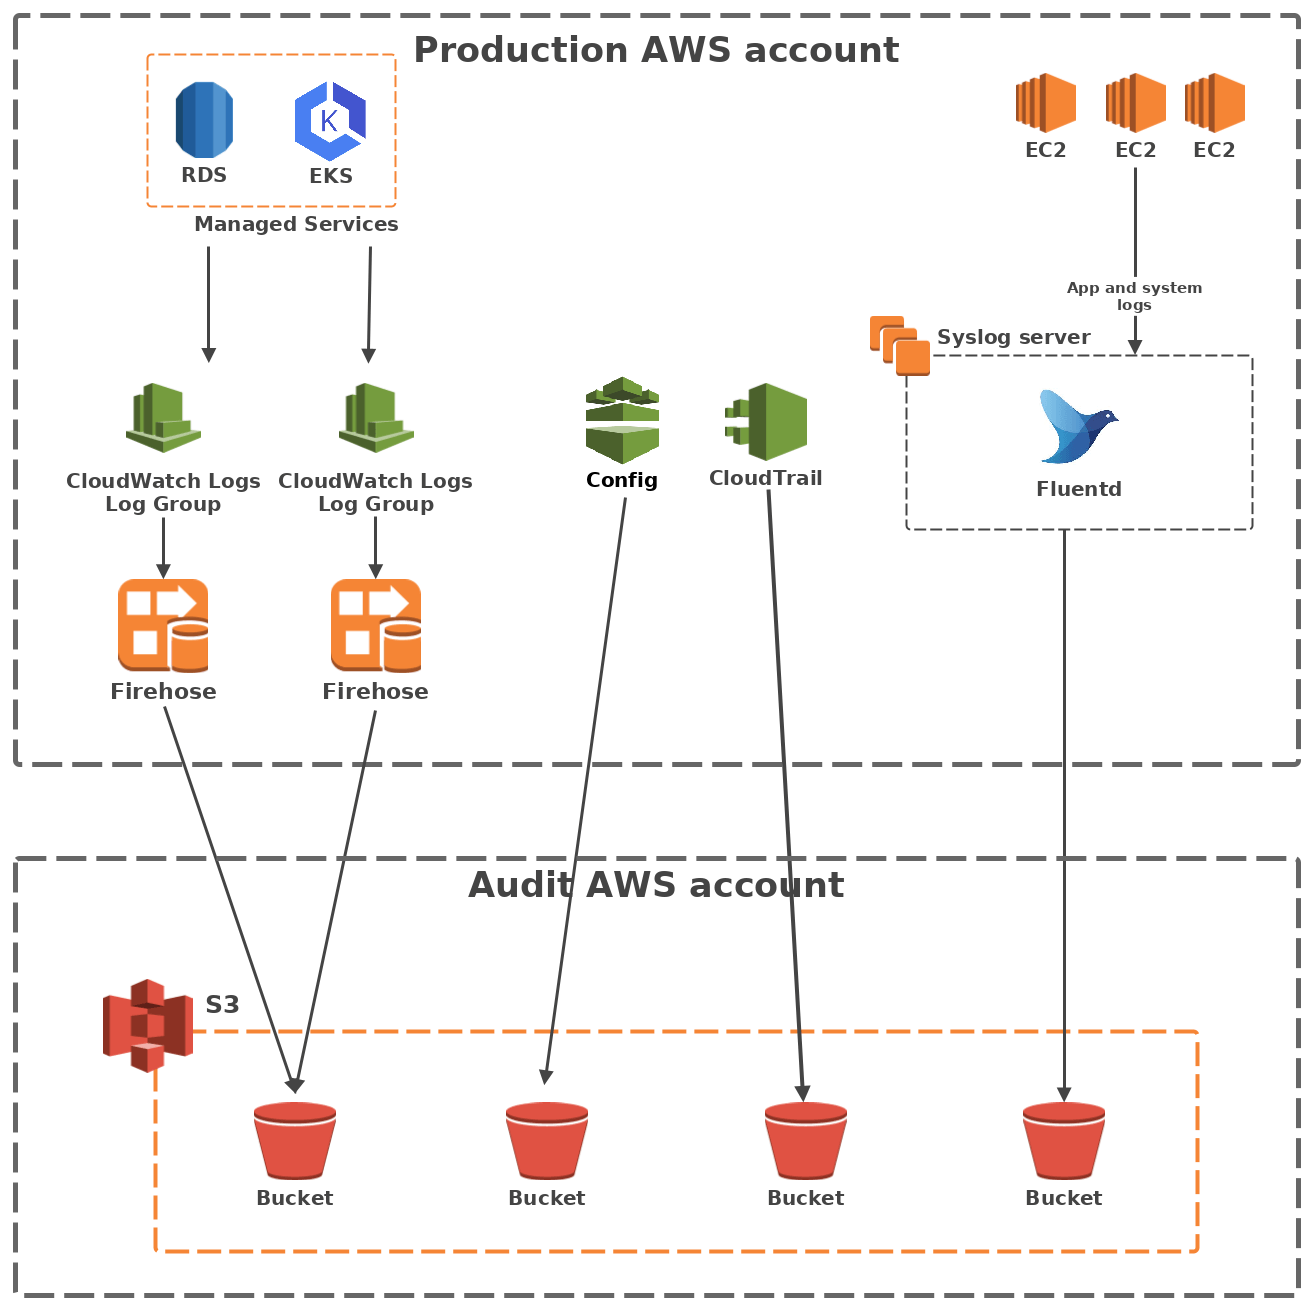 Production AWS account
RDS
EKS
Managed Services
EC2
EC2
EC2
App and system
logs
Syslog server
CloudWatch Logs
Log Group
CloudWatch Logs
Log Group
Config
CloudTrail
Fluentd
Firehose
Firehose
Audit AWS account
S3
Bucket
Bucket
Bucket
Bucket